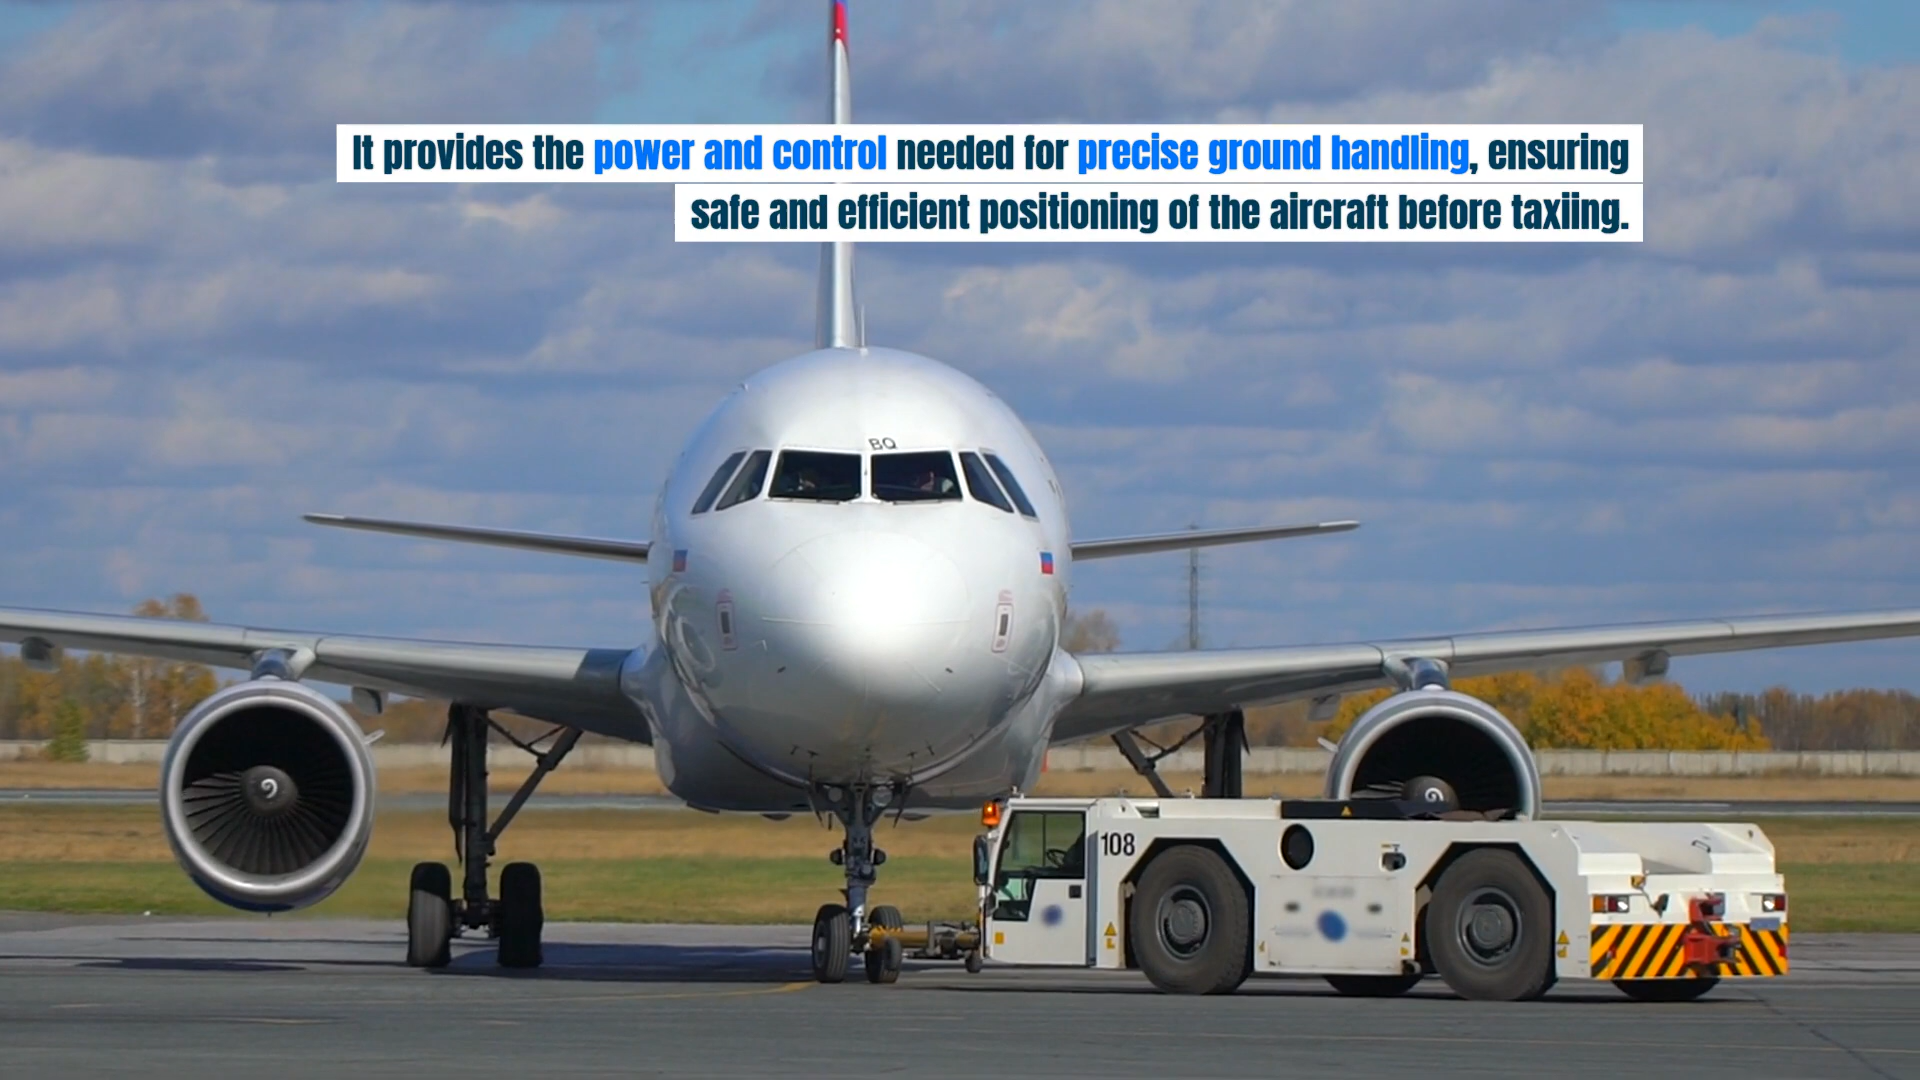 It provides the power and control needed for precise ground handling, ensuring
safe and efficient positioning of the aircraft before taxiing.
BQ
108